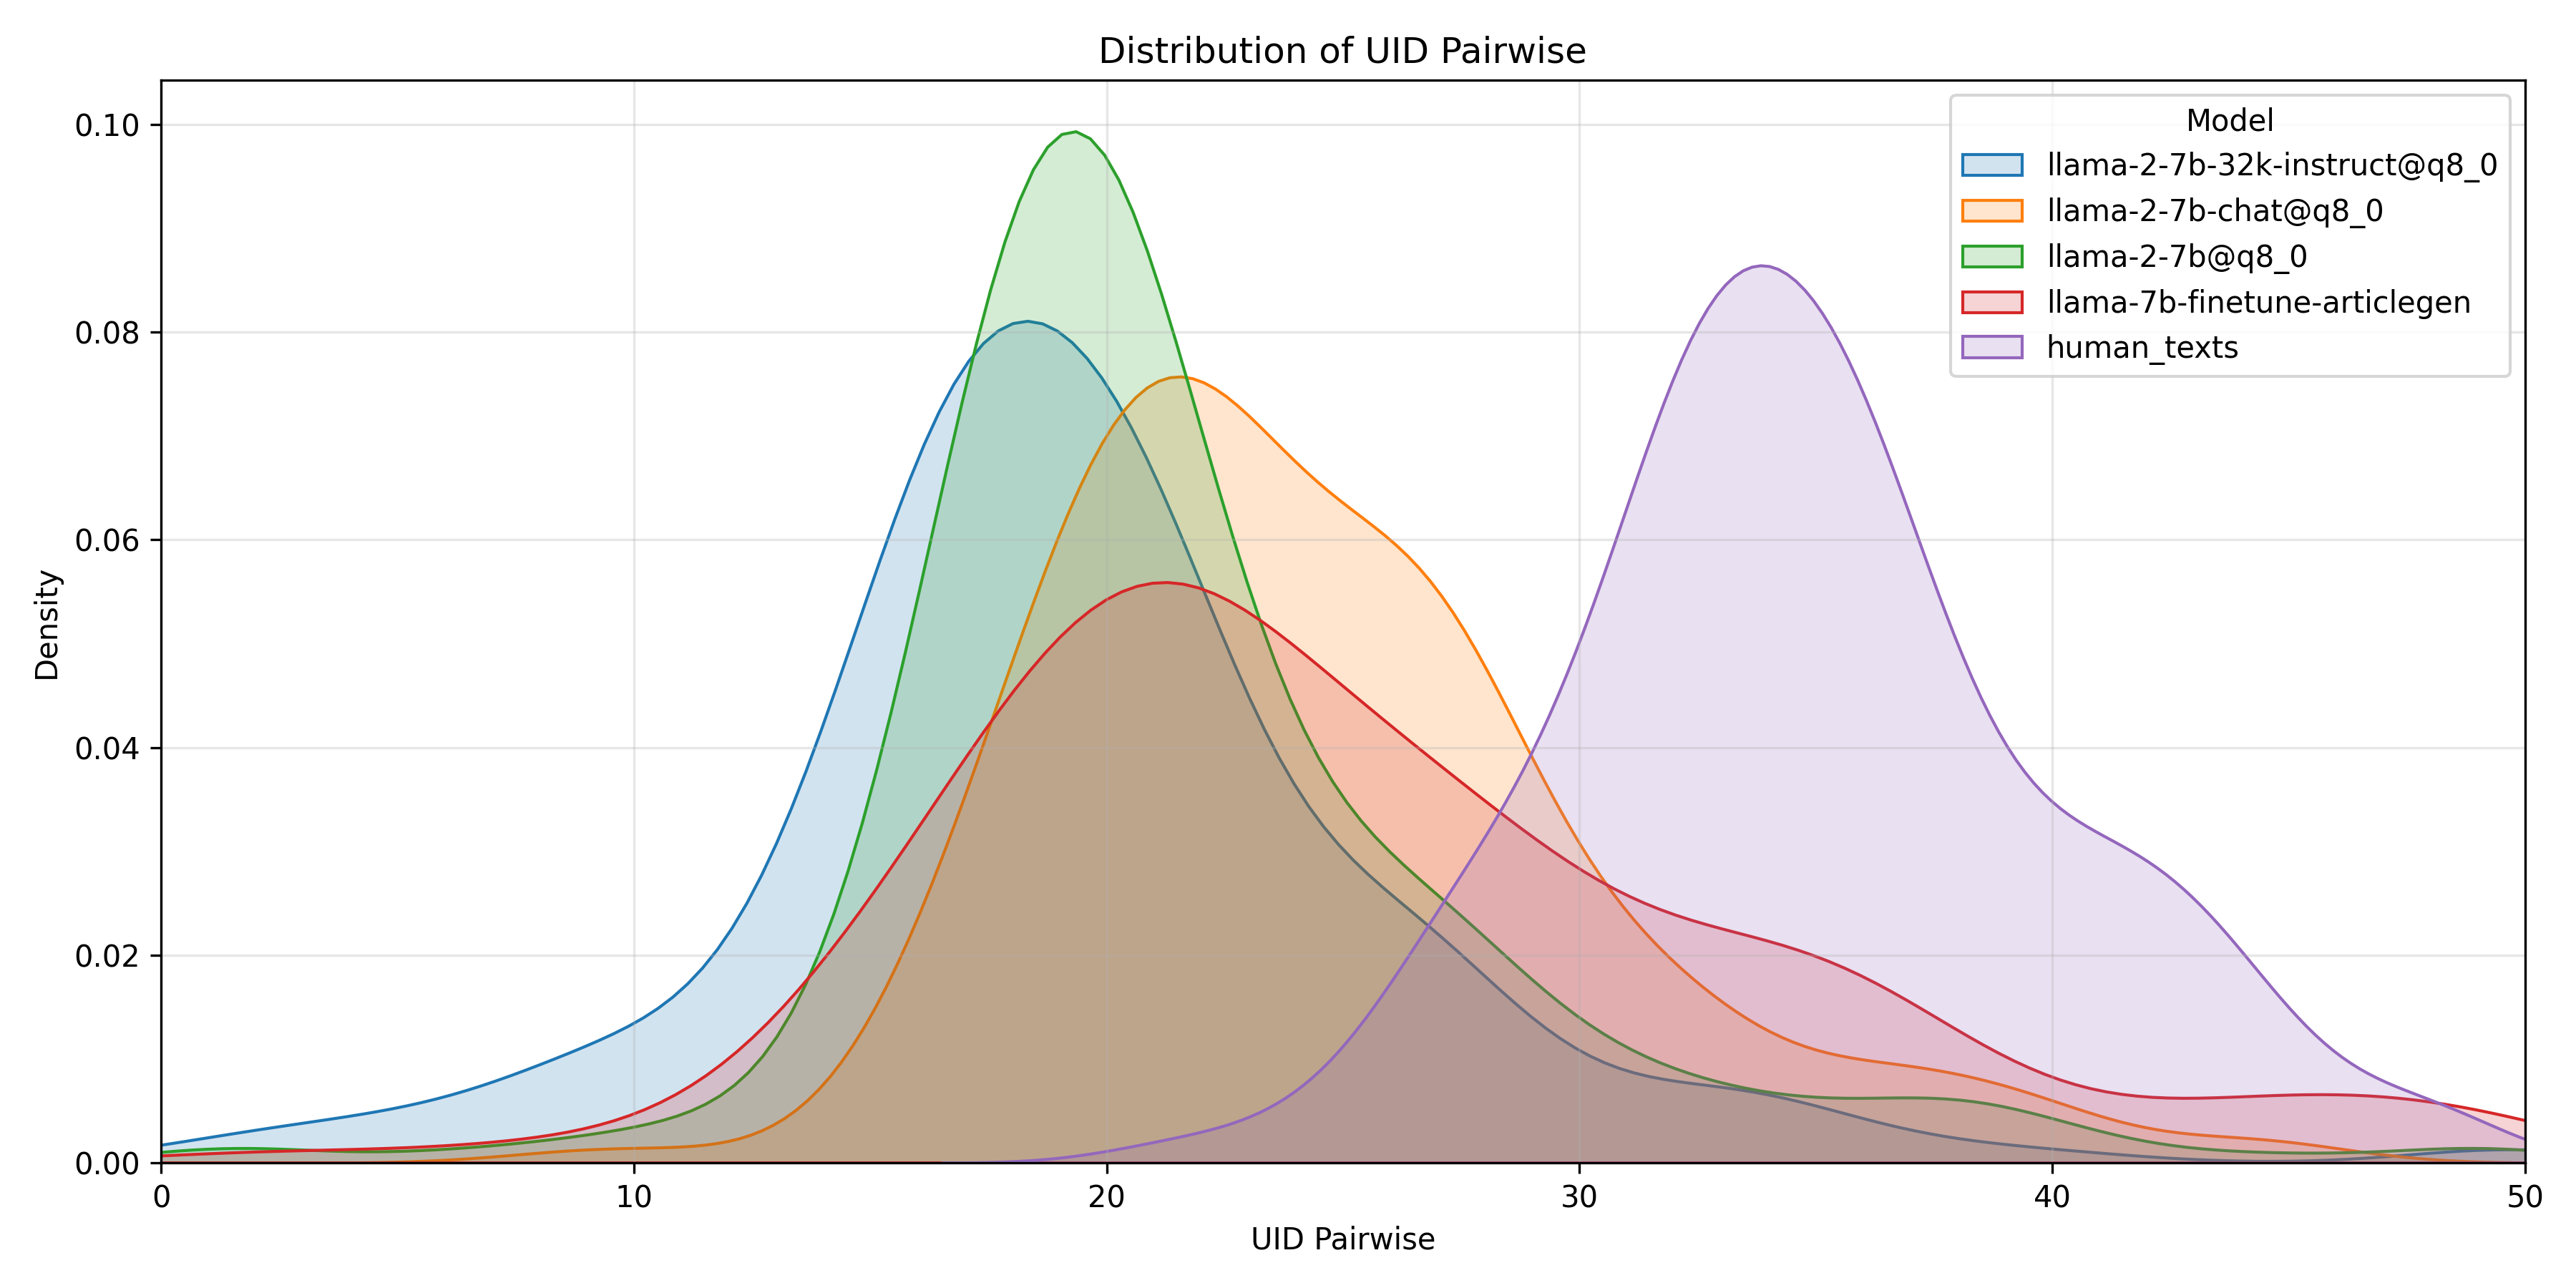 Distribution of UID Pairwise
Model
llama-2-7b-32k-instruct@q8_0
llama-2-7b-chat@q8_0
llama-2-7b@q8_0
llama-7b-finetune-articlegen
human_texts
Density
0.10
0.08
0.06
0.04
0.02
0.00
0 10 20 30 40 50
UID Pairwise